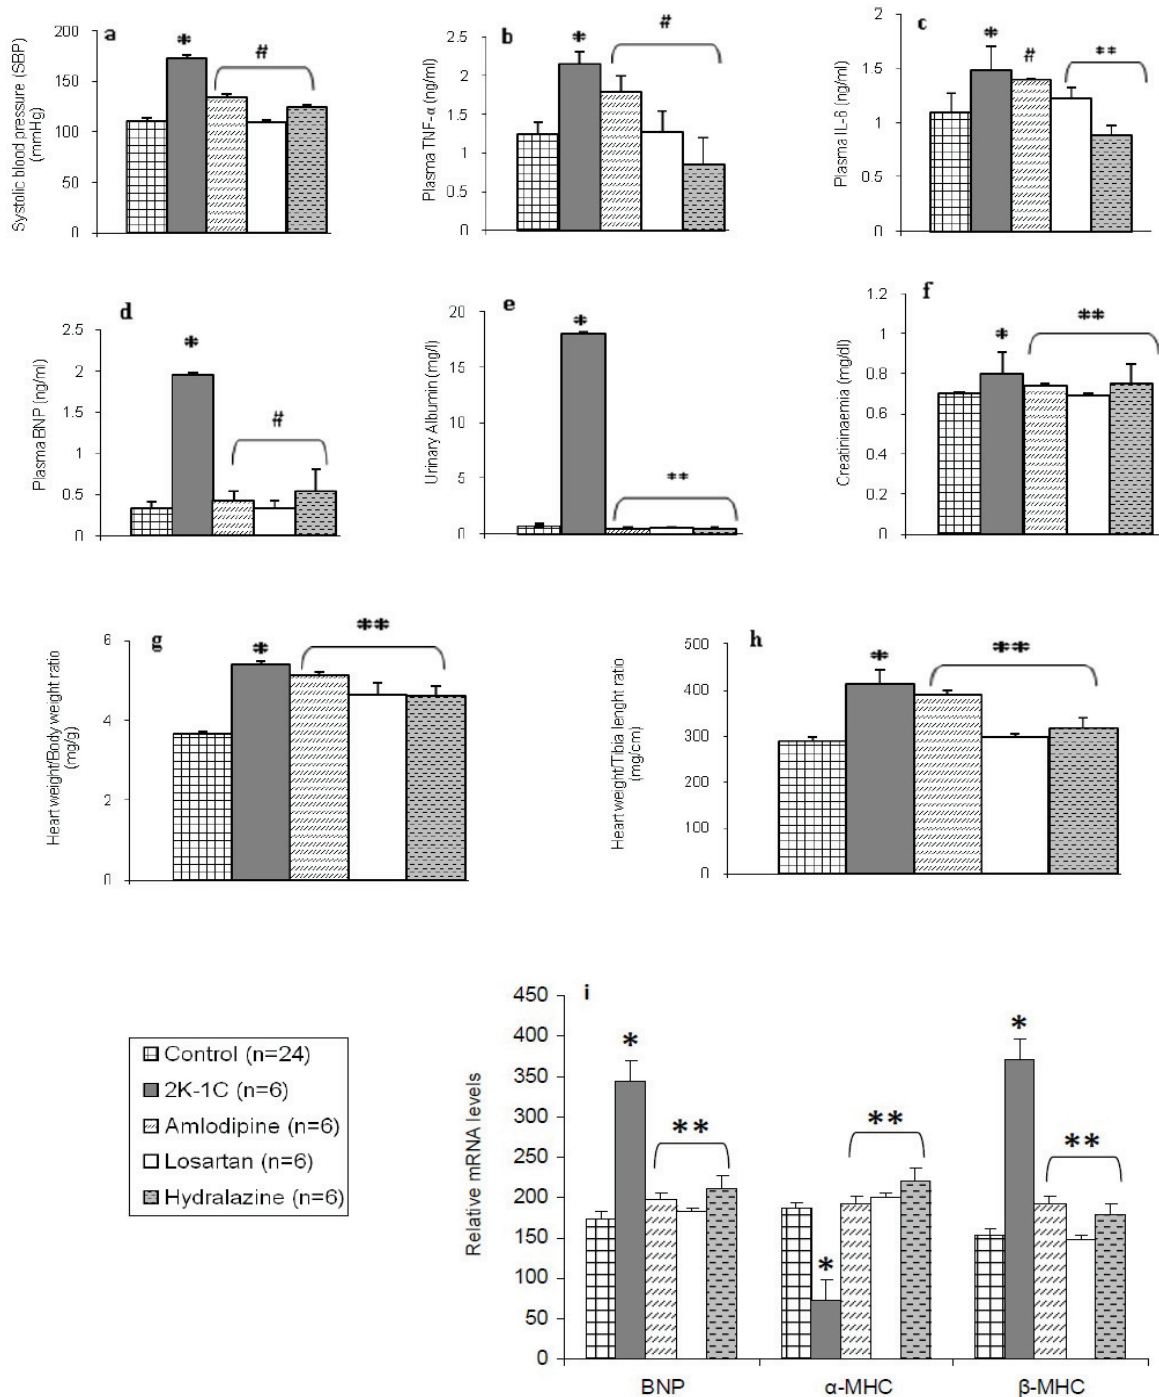 a
Systolic blood pressure (SBP)
(mmHg)
200
150
100
50
0
*
#
b
Plasma TNF-α (ng/ml)
2.5
2
1.5
1
0.5
0
*
#
c
Plasma IL-6 (ng/ml)
2
1.5
1
0.5
0
*
#
**
d
Plasma BNP (ng/ml)
2.5
2
1.5
1
0.5
0
*
#
e
Urinary Albumin (mg/l)
20
15
10
5
0
*
**
f
Creatininaemia (mg/dl)
1.2
1
0.8
0.6
0.4
0.2
0
*
**
g
Heart weight/Body weight ratio
(mg/g)
6
4
2
0
*
**
h
Heart weight/Tibia lenght ratio
(mg/cm)
500
400
300
200
100
0
*
**
Control (n=24)
2K-1C (n=6)
Amlodipine (n=6)
Losartan (n=6)
Hydralazine (n=6)
i
Relative mRNA levels
450
400
350
300
250
200
150
100
50
0
*
**
*
**
*
**
BNP
α-MHC
β-MHC